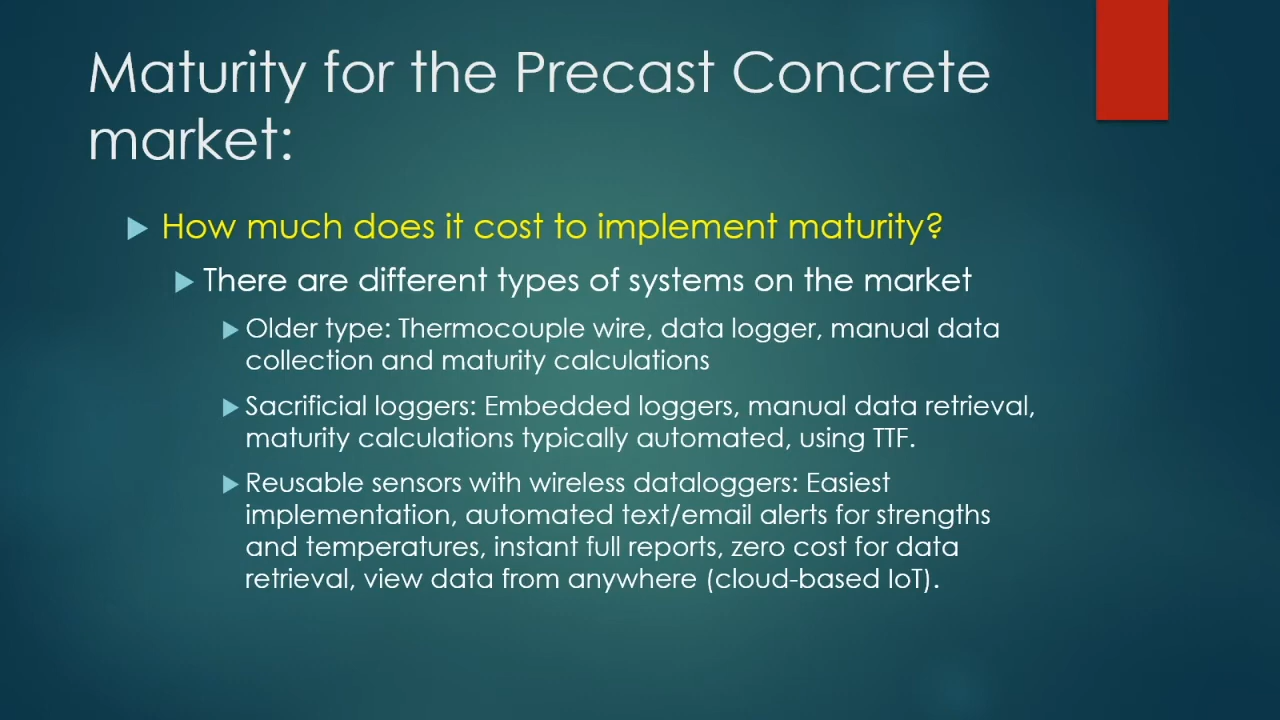 Maturity for the Precast Concrete
market:
How much does it cost to implement maturity?
There are different types of systems on the market
Older type: Thermocouple wire, data logger, manual data
collection and maturity calculations
Sacrificial loggers: Embedded loggers, manual data retrieval,
maturity calculations typically automated, using TTF.
Reusable sensors with wireless dataloggers: Easiest
implementation, automated text/email alerts for strengths
and temperatures, instant full reports, zero cost for data
retrieval, view data from anywhere (cloud-based IoT).